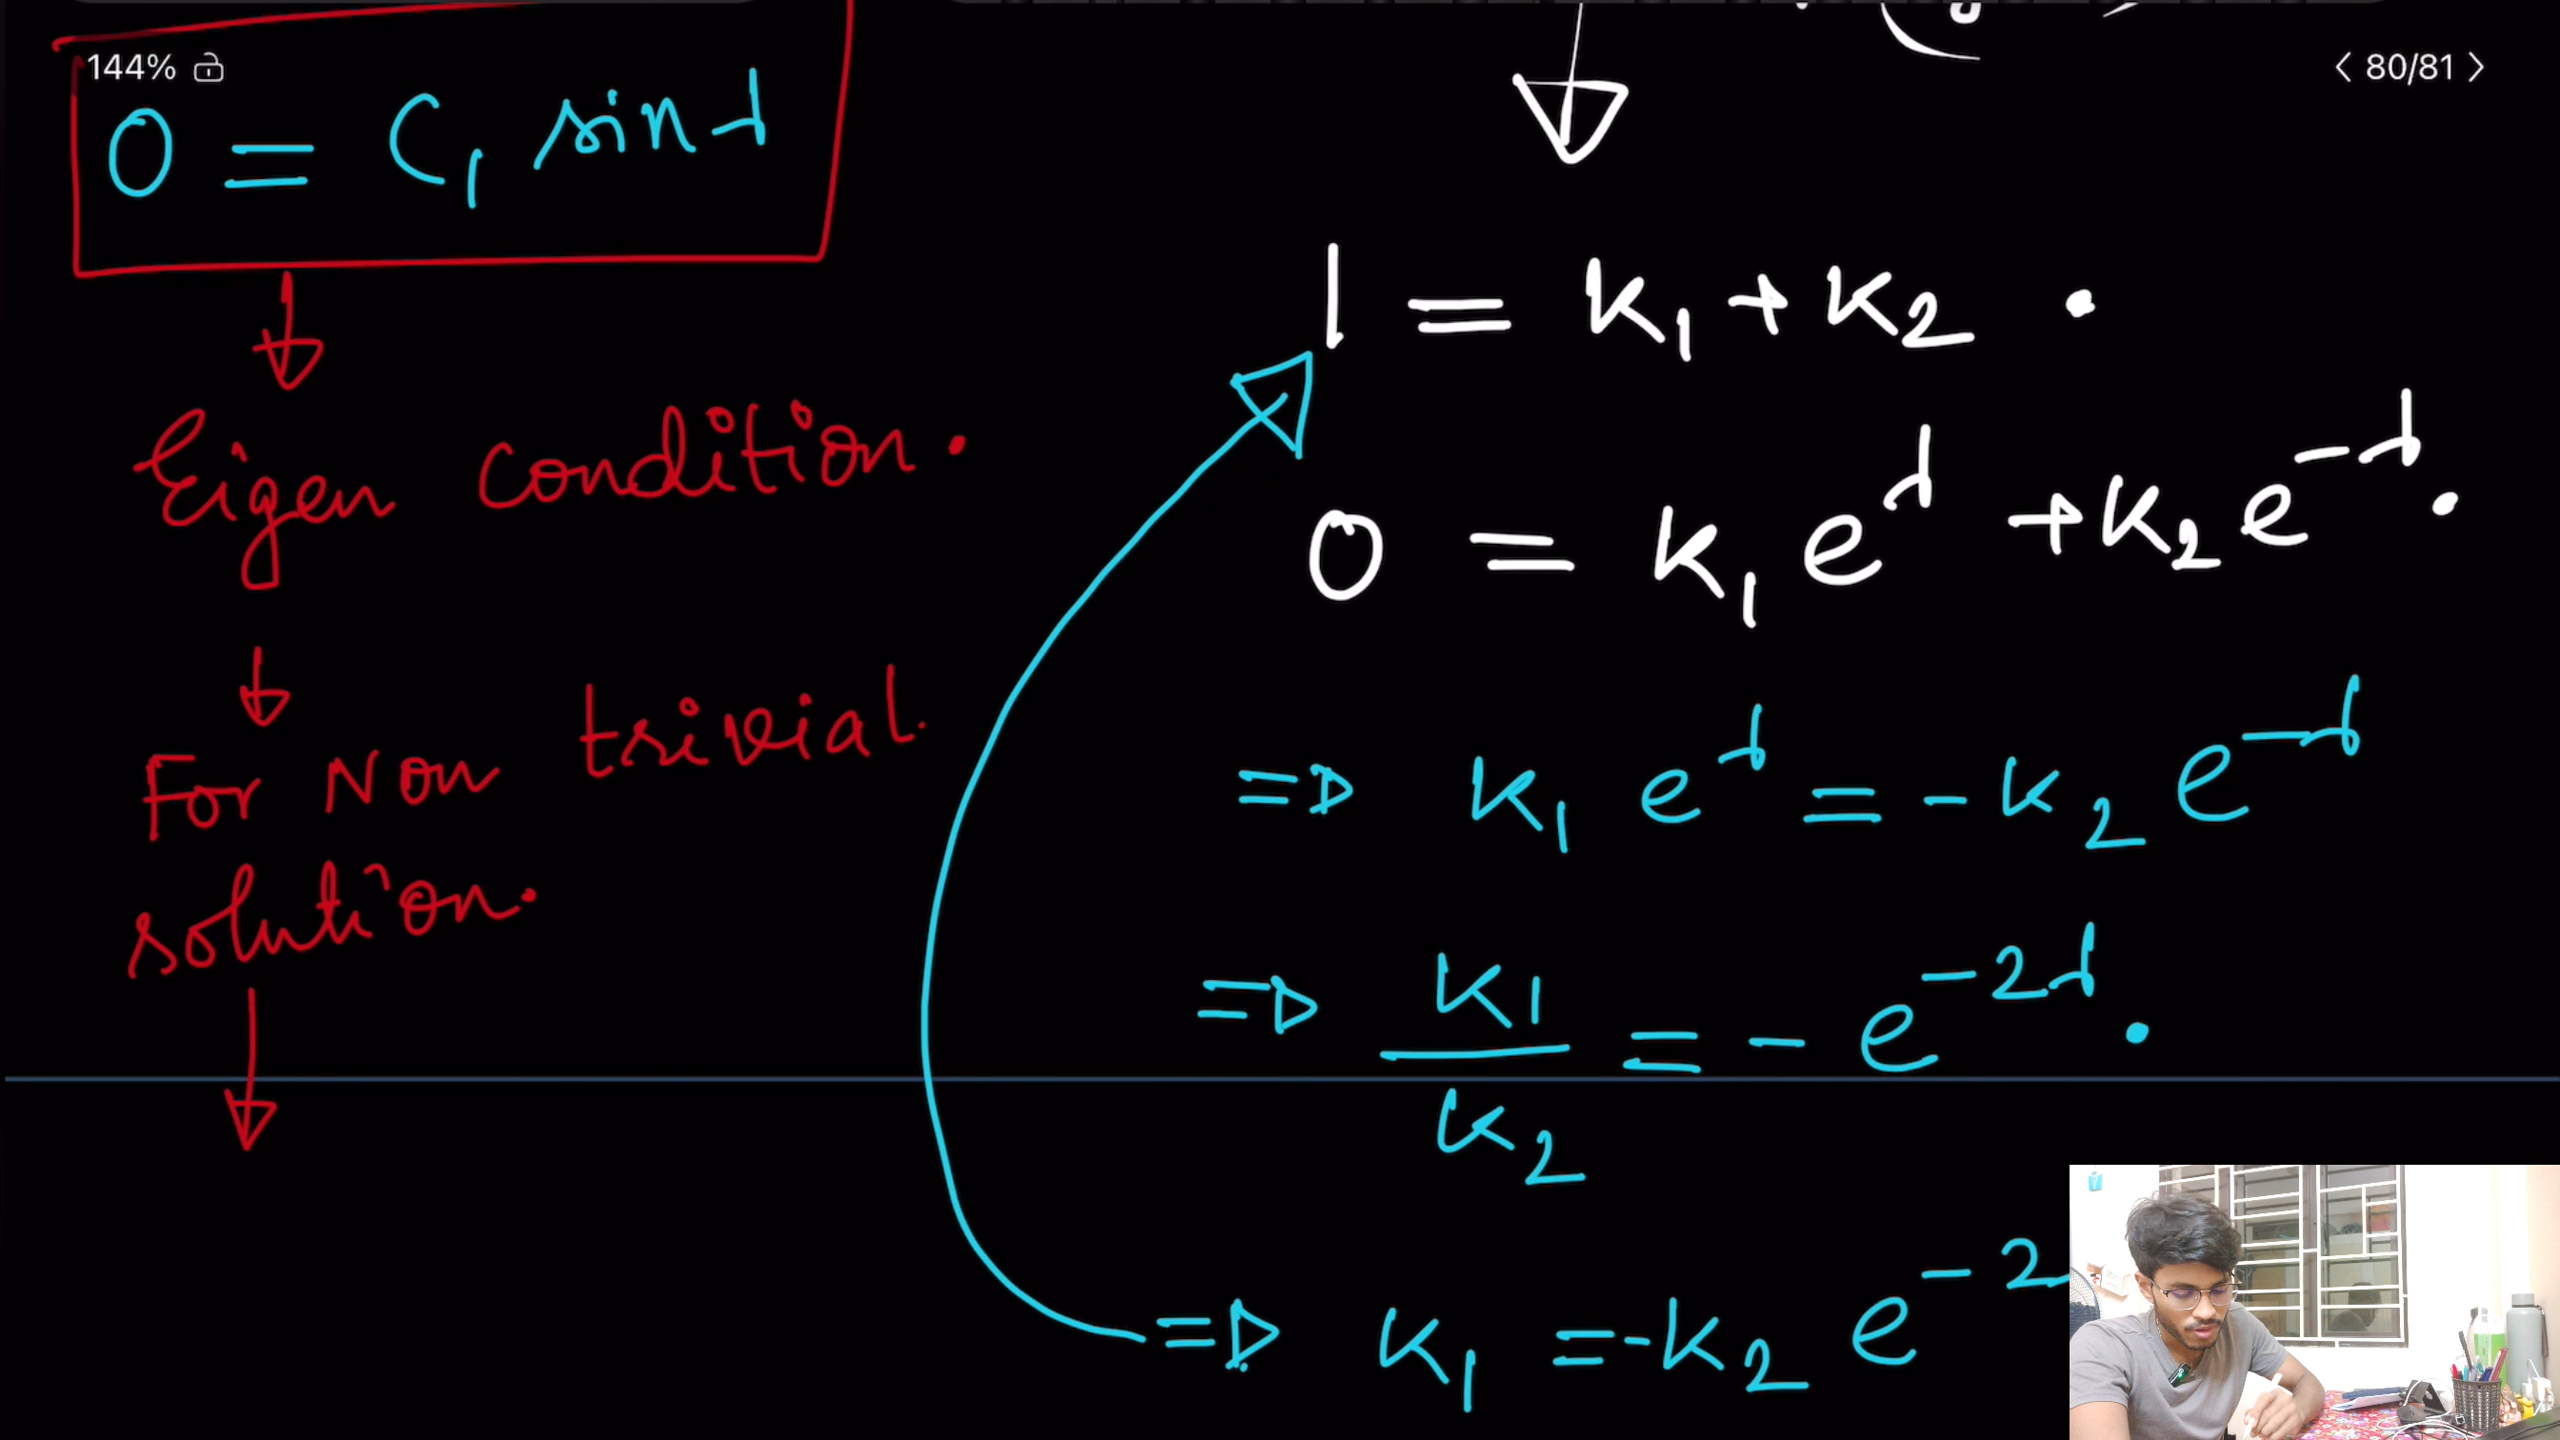 144%
< 80/81 >
0 = C₁ sin λ
Eigen condition.
For Non trivial.
solution.
1 = K₁ + K₂ .
0 = K₁ e^λ + K₂ e^-λ .
=> K₁ e^λ = - K₂ e^-λ
=> K₁/K₂ = - e^-2λ .
=> K₁ = -K₂ e^-2